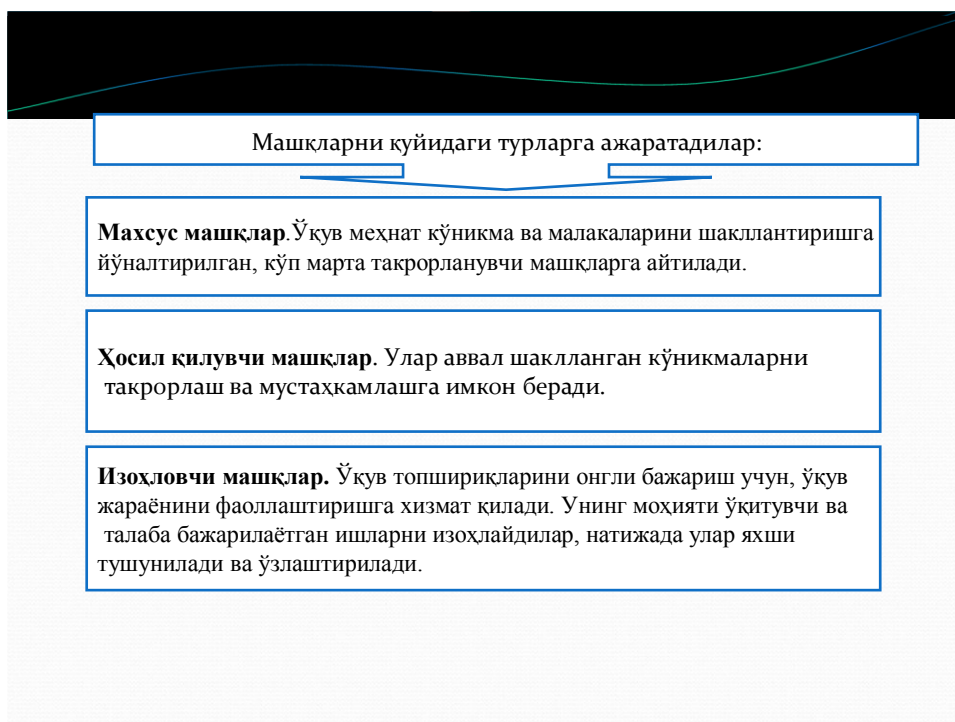 Машқларни қуйидаги турларга ажаратадилар:
Махсус машқлар.Ўқув меҳнат кўникма ва малакаларини шакллантиришга
йўналтирилган, кўп марта такрорланувчи машқларга айтилади.
Ҳосил қилувчи машқлар. Улар аввал шаклланган кўникмаларни
такрорлаш ва мустаҳкамлашга имкон беради.
Изоҳловчи машқлар. Ўқув топшириқларини онгли бажариш учун, ўқув
жараёнини фаоллаштиришга хизмат қилади. Унинг моҳияти ўқитувчи ва
талаба бажарилаётган ишларни изоҳлайдилар, натижада улар яхши
тушунилади ва ўзлаштирилади.